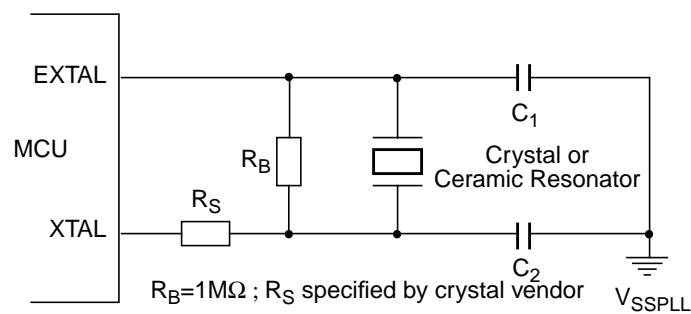 EXTAL
C1
MCU
RB
Crystal or
Ceramic Resonator
RS
XTAL
C2
RB=1MΩ ; RS specified by crystal vendor
VSSPLL